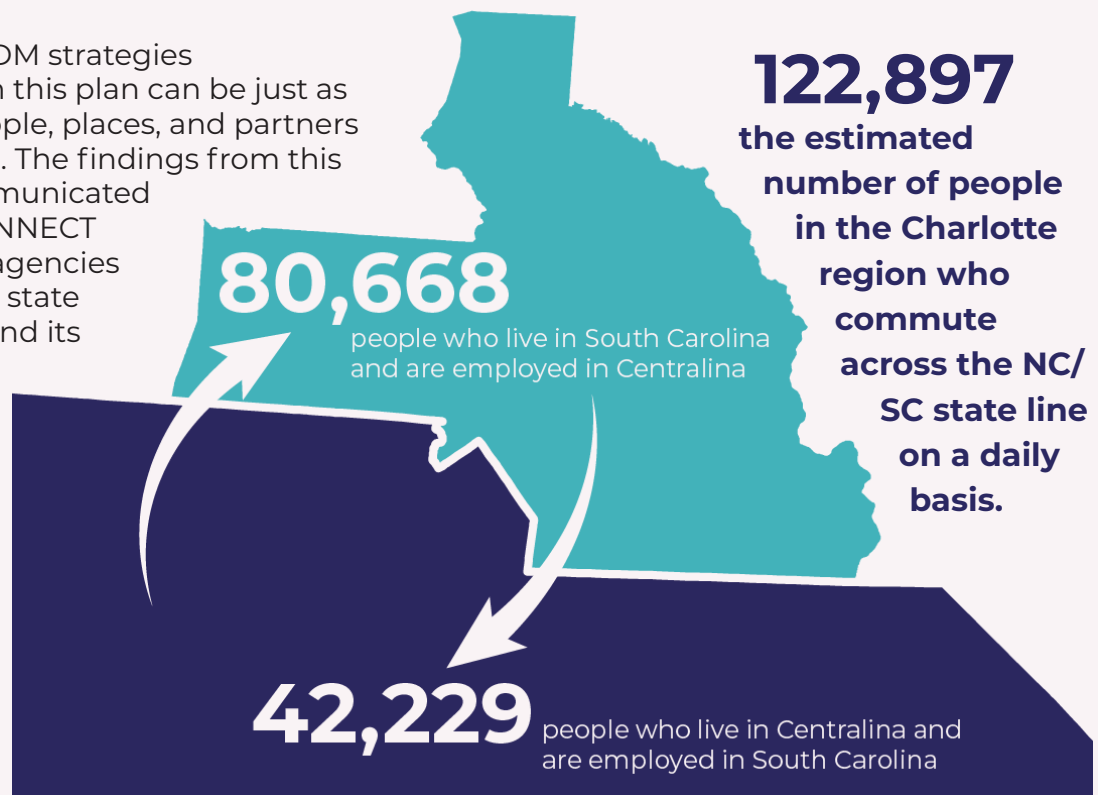 DM strategies
this plan can be just as
ple, places, and partners
. The findings from this
municated
NNECT
agencies
state
nd its
122,897
the estimated
number of people
in the Charlotte
region who
commute
across the NC/
SC state line
on a daily
basis.
80,668
people who live in South Carolina
and are employed in Centralina
42,229
people who live in Centralina and
are employed in South Carolina